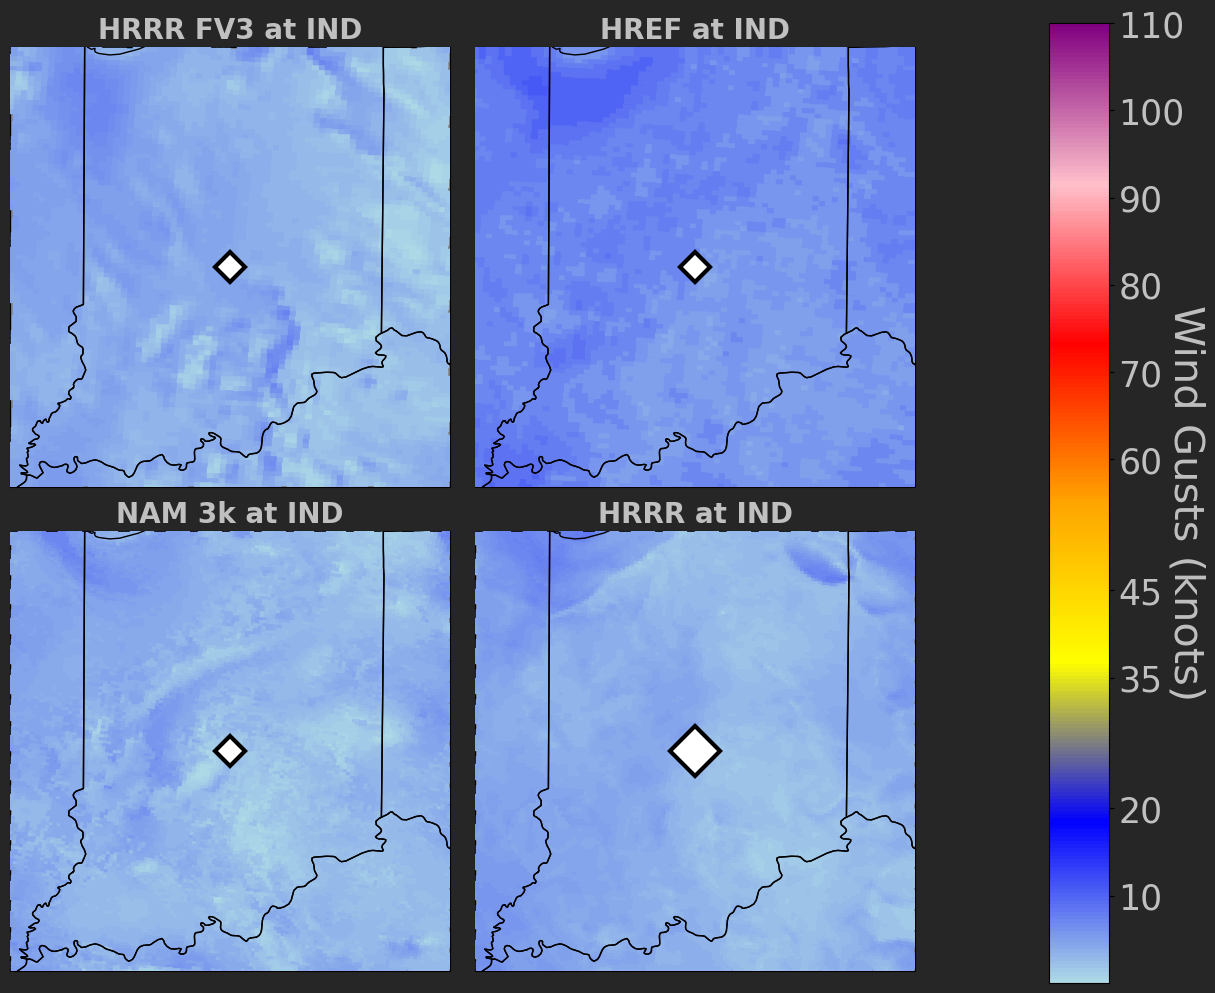 HRRR FV3 at IND
HREF at IND
NAM 3k at IND
HRRR at IND
110
100
90
80
70
60
45
35
20
10
Wind Gusts (knots)